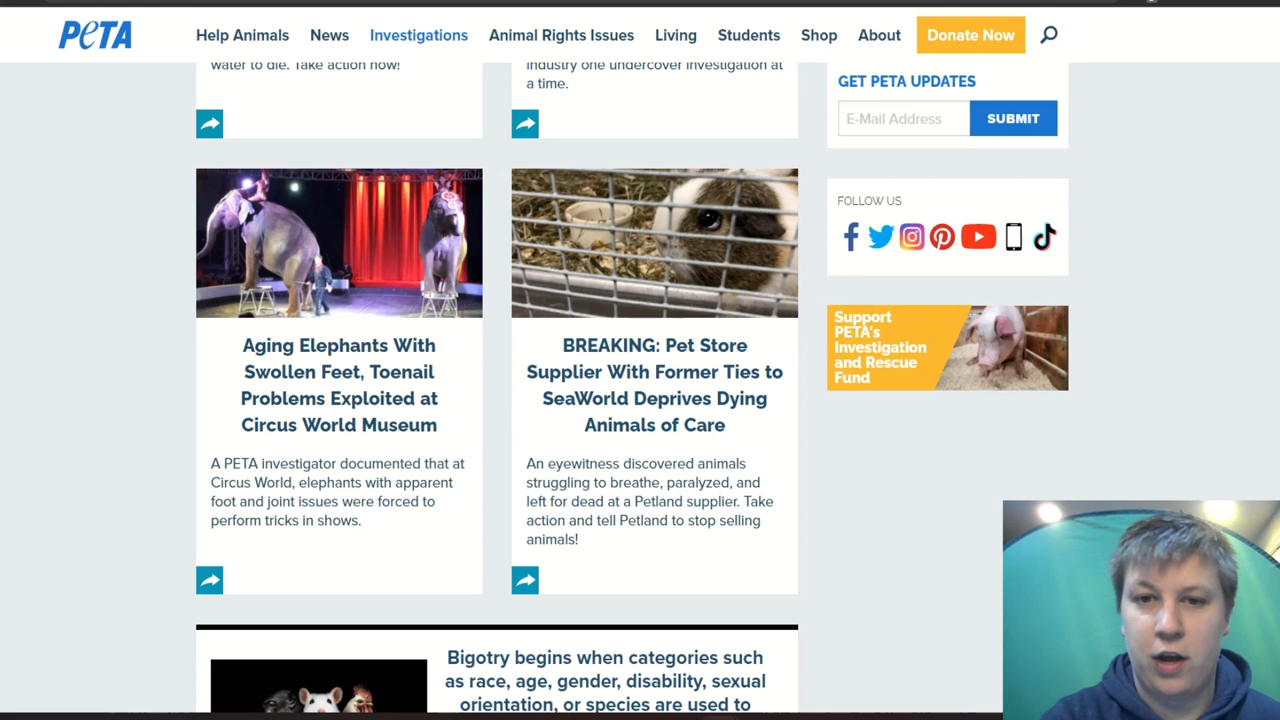 PETA
Help Animals
News
Investigations
Animal Rights Issues
Living
Students
Shop
About
Donate Now
water to die. Take action now!
industry one undercover investigation at
a time.
Aging Elephants With
Swollen Feet, Toenail
Problems Exploited at
Circus World Museum
A PETA investigator documented that at
Circus World, elephants with apparent
foot and joint issues were forced to
perform tricks in shows.
BREAKING: Pet Store
Supplier With Former Ties to
SeaWorld Deprives Dying
Animals of Care
An eyewitness discovered animals
struggling to breathe, paralyzed, and
left for dead at a Petland supplier. Take
action and tell Petland to stop selling
animals!
Bigotry begins when categories such
as race, age, gender, disability, sexual
orientation, or species are used to
GET PETA UPDATES
E-Mail Address
SUBMIT
FOLLOW US
Support
PETA's
Investigation
and Rescue
Fund